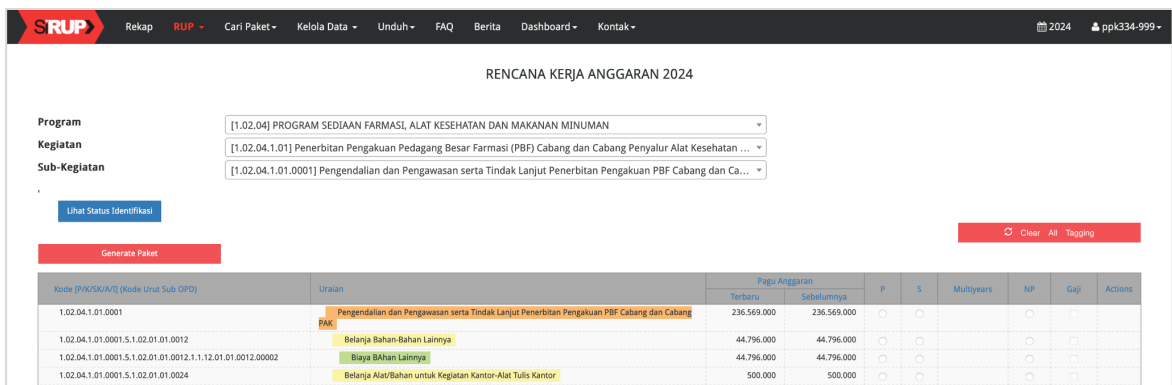 SiRUP Rekap RUP Cari Paket Kelola Data Unduh FAQ Berita Dashboard Kontak 2024 ppk334-999
RENCANA KERJA ANGGARAN 2024
Program [1.02.04] PROGRAM SEDIAAN FARMASI, ALAT KESEHATAN DAN MAKANAN MINUMAN
Kegiatan [1.02.04.1.01] Penerbitan Pengakuan Pedagang Besar Farmasi (PBF) Cabang dan Cabang Penyalur Alat Kesehatan ...
Sub-Kegiatan [1.02.04.1.01.0001] Pengendalian dan Pengawasan serta Tindak Lanjut Penerbitan Pengakuan PBF Cabang dan Ca...
,
Lihat Status Identifikasi
Clear All Tagging
Generate Paket
Kode [P/K/SK/A/I] (Kode Urut Sub OPD) Uraian Pagu Anggaran P S Multiyears NP Gaji Actions
Terbaru Sebelumnya
1.02.04.1.01.0001 Pengendalian dan Pengawasan serta Tindak Lanjut Penerbitan Pengakuan PBF Cabang dan Cabang 236.569.000 236.569.000
PAK
1.02.04.1.01.0001.5.1.02.01.01.0012 Belanja Bahan-Bahan Lainnya 44.796.000 44.796.000
1.02.04.1.01.0001.5.1.02.01.01.0012.1.1.12.01.01.0012.00002 Biaya BAhan Lainnya 44.796.000 44.796.000
1.02.04.1.01.0001.5.1.02.01.01.0024 Belanja Alat/Bahan untuk Kegiatan Kantor-Alat Tulis Kantor 500.000 500.000